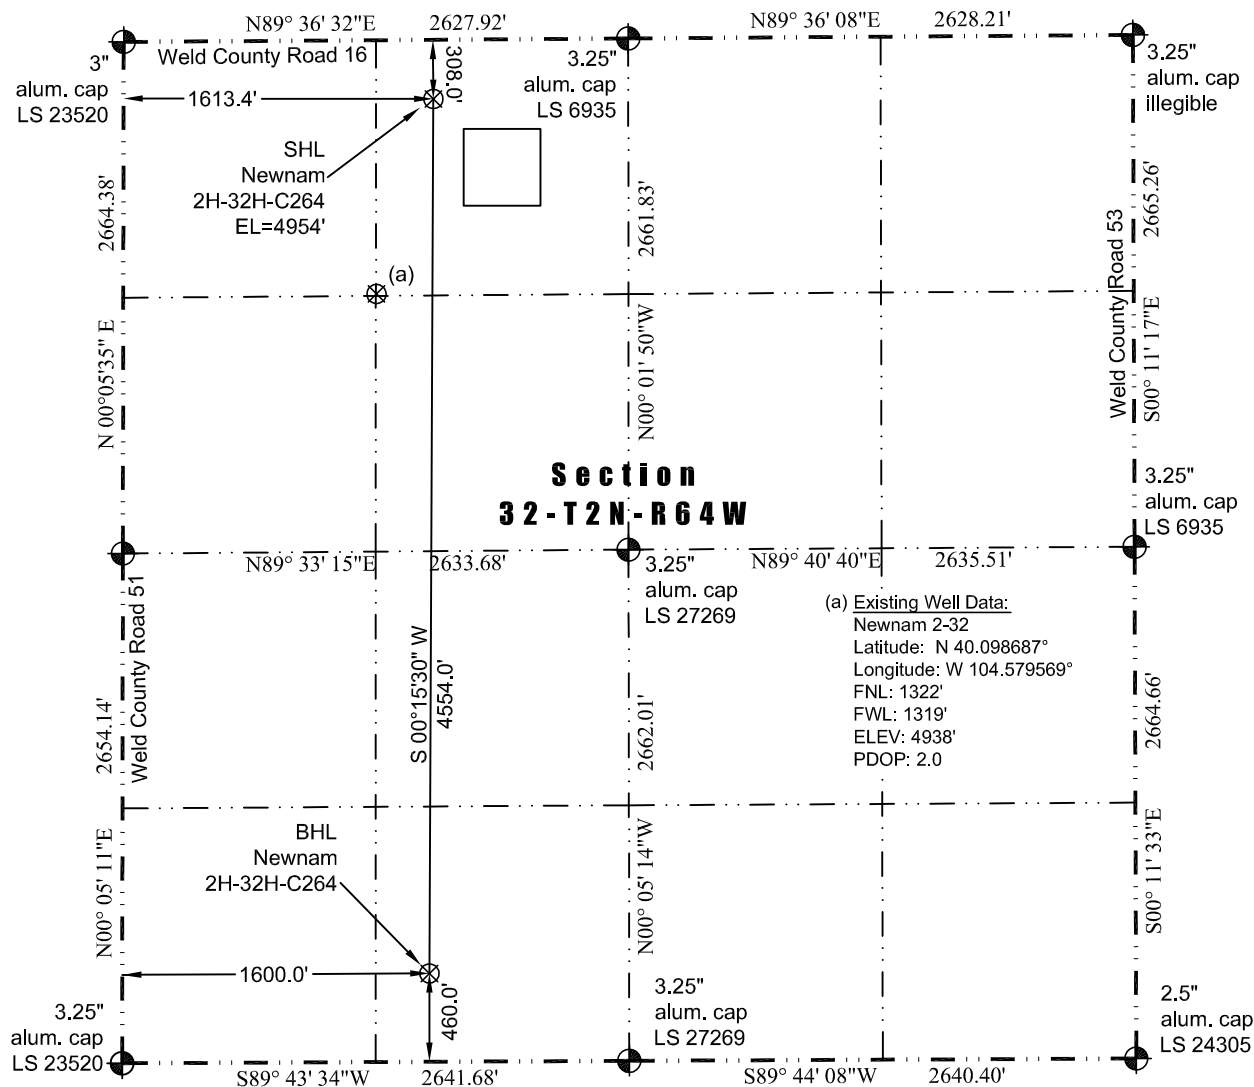 N89° 36' 32"E 2627.92' N89° 36' 08"E 2628.21'
Weld County Road 16
3"
alum. cap
LS 23520
308.0'
3.25"
alum. cap
LS 6935
3.25"
alum. cap
illegible
1613.4'
SHL
Newnam
2H-32H-C264
EL=4954'
2664.38'
2661.83'
2665.26'
Weld County Road 53
(a)
N 00°05'35" E
N00° 01' 50"W
S00° 11' 17"E
Section
32-T2N-R64W
3.25"
alum. cap
LS 6935
N89° 33' 15"E 2633.68' N89° 40' 40"E 2635.51'
3.25"
alum. cap
LS 27269
Weld County Road 51
S 00°15'30" W
4554.0'
(a) Existing Well Data:
Newnam 2-32
Latitude: N 40.098687°
Longitude: W 104.579569°
FNL: 1322'
FWL: 1319'
ELEV: 4938'
PDOP: 2.0
2654.14'
2662.01'
2664.66'
BHL
Newnam
2H-32H-C264
N00° 05' 11"E
N00° 05' 14"W
S00° 11' 33"E
1600.0'
460.0'
3.25"
alum. cap
LS 23520
3.25"
alum. cap
LS 27269
2.5"
alum. cap
LS 24305
S89° 43' 34"W 2641.68' S89° 44' 08"W 2640.40'